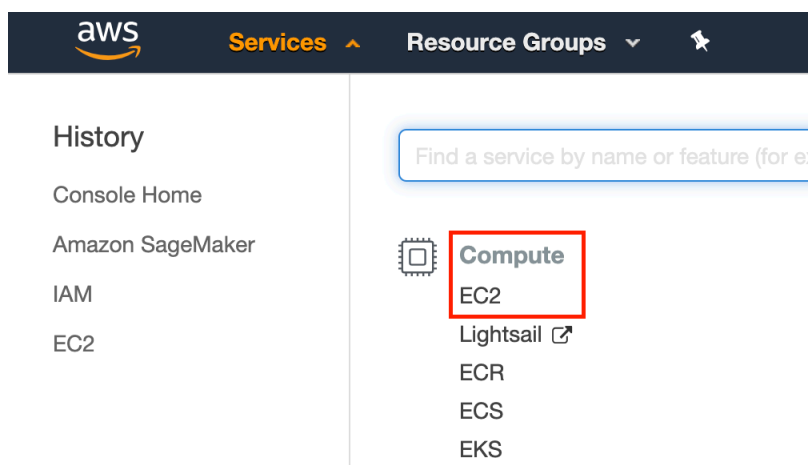 aws
Services
Resource Groups
History
Console Home
Amazon SageMaker
IAM
EC2
Find a service by name or feature (for e
Compute
EC2
Lightsail
ECR
ECS
EKS